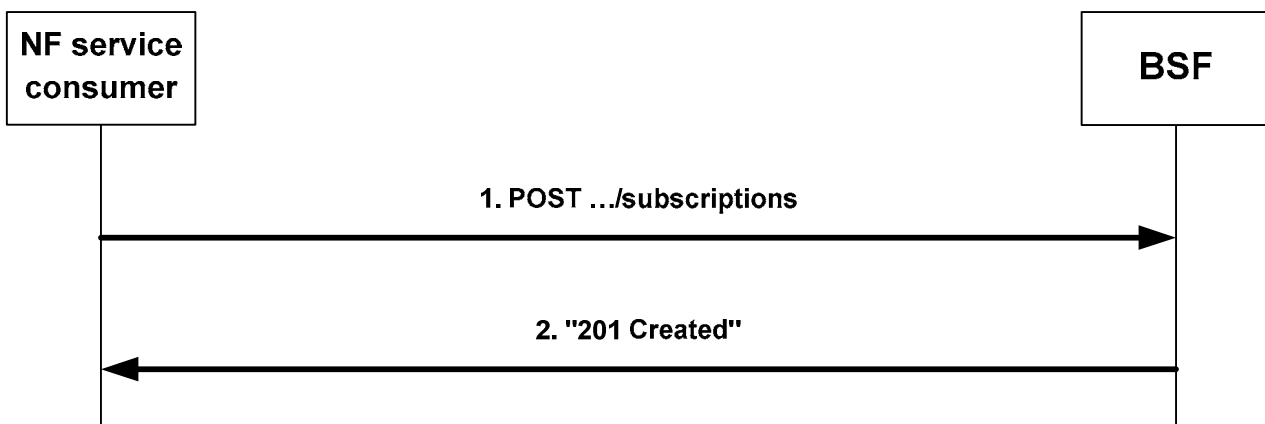 NF service
consumer
BSF
1. POST …/subscriptions
2. "201 Created"